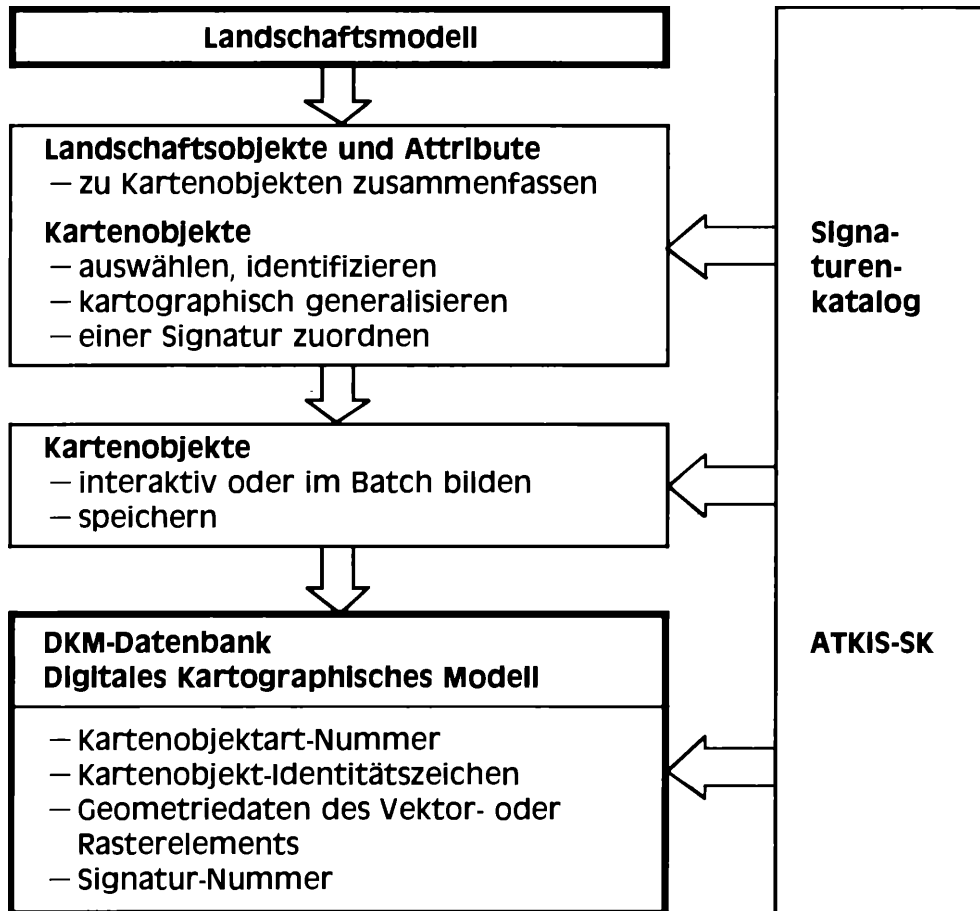 Landschaftsmodell
Landschaftsobjekte und Attribute
– zu Kartenobjekten zusammenfassen
Kartenobjekte
– auswählen, identifizieren
– kartographisch generalisieren
– einer Signatur zuordnen
Kartenobjekte
– interaktiv oder im Batch bilden
– speichern
DKM-Datenbank
Digitales Kartographisches Modell
– Kartenobjektart-Nummer
– Kartenobjekt-Identitätszeichen
– Geometriedaten des Vektor- oder
Rasterelements
– Signatur-Nummer
Signa-
turen-
katalog
ATKIS-SK